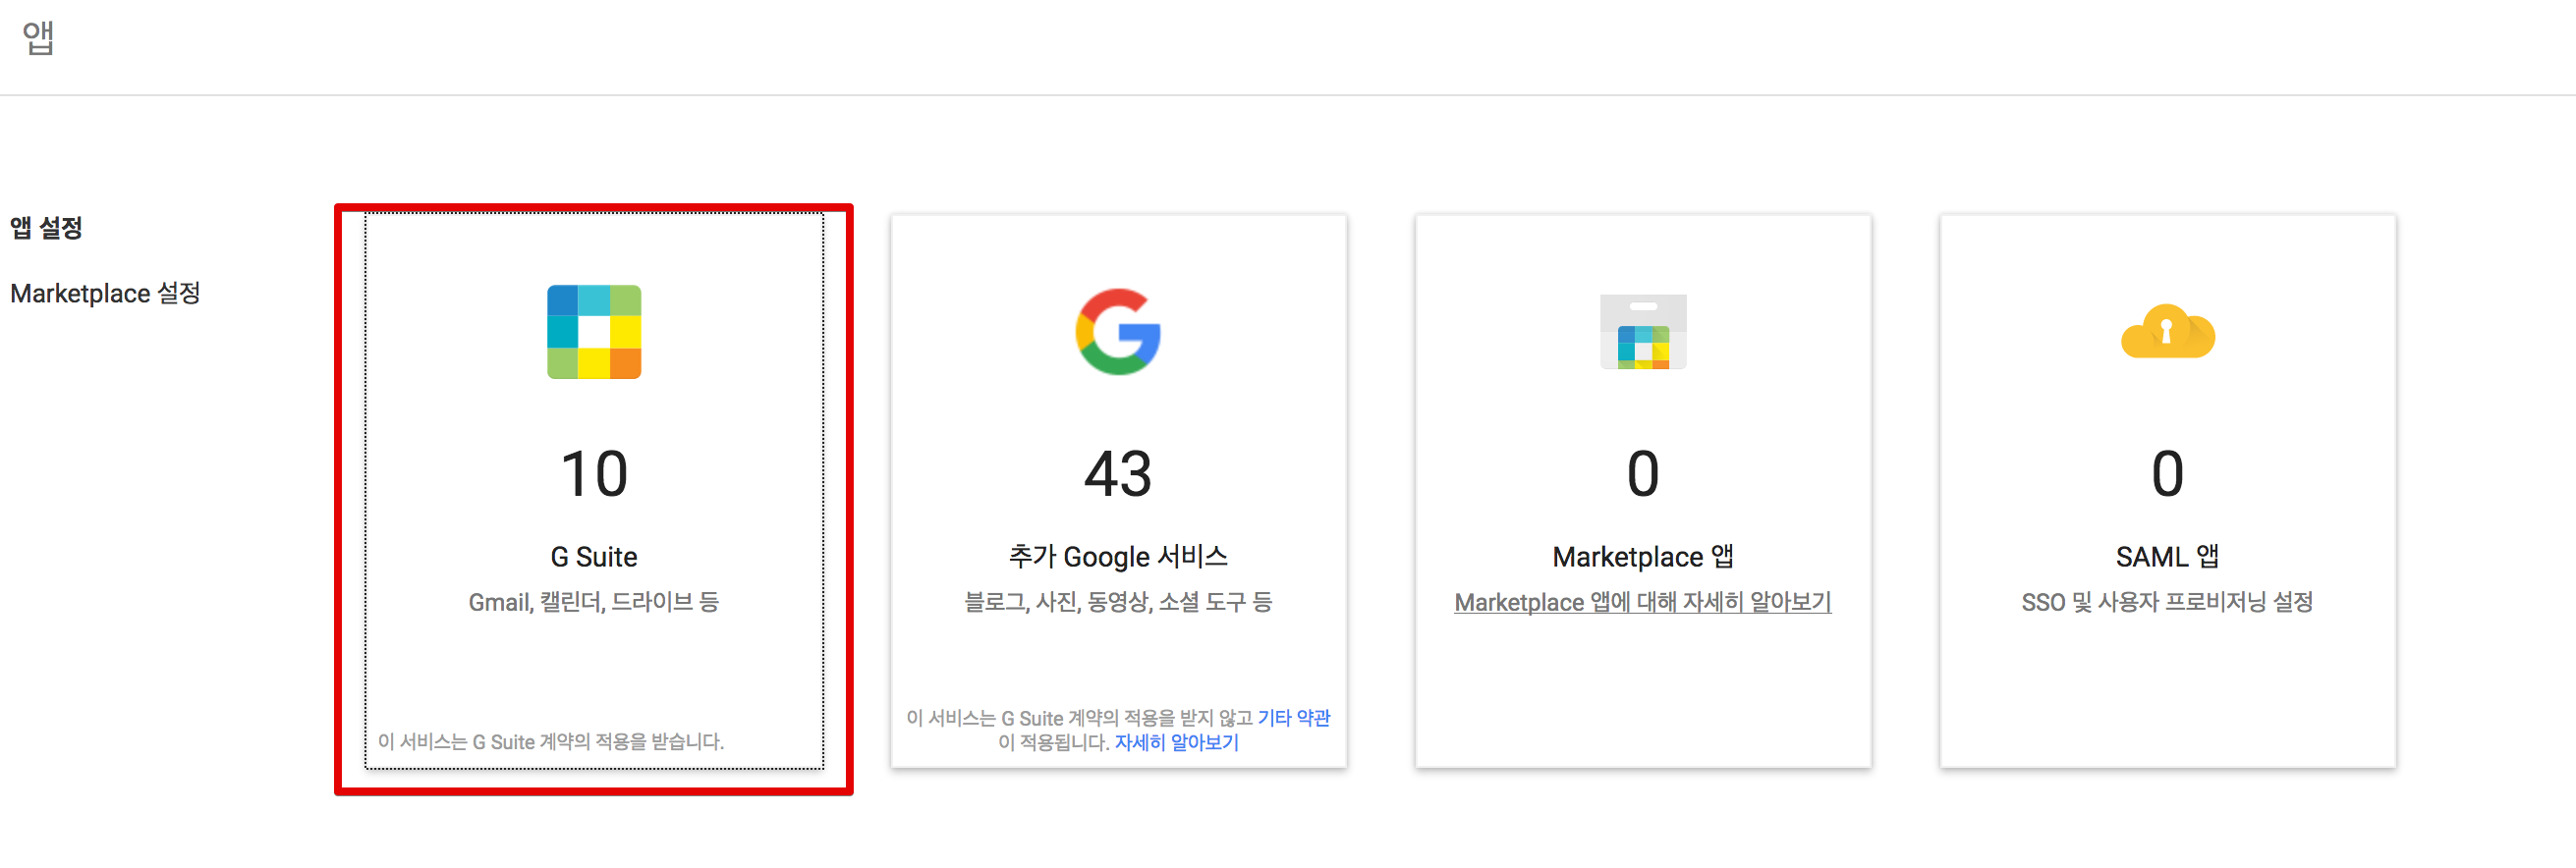 앱
앱 설정
Marketplace 설정
10
G Suite
Gmail, 캘린더, 드라이브 등
이 서비스는 G Suite 계약의 적용을 받습니다.
43
추가 Google 서비스
블로그, 사진, 동영상, 소셜 도구 등
이 서비스는 G Suite 계약의 적용을 받지 않고 기타 약관
이 적용됩니다. 자세히 알아보기
0
Marketplace 앱
Marketplace 앱에 대해 자세히 알아보기
0
SAML 앱
SSO 및 사용자 프로비저닝 설정